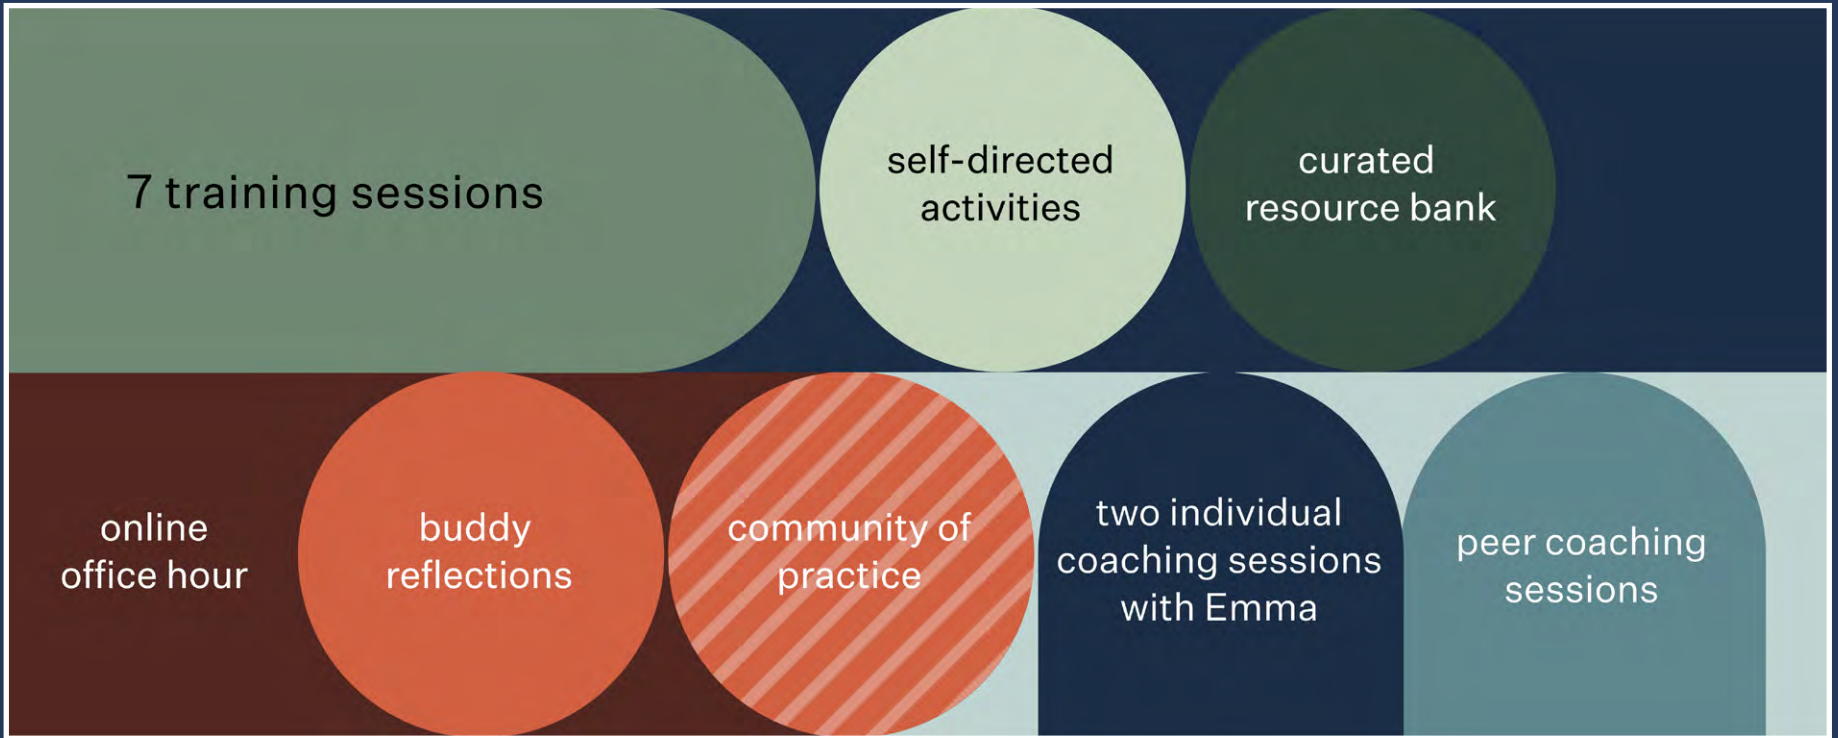 7 training sessions
self-directed
activities
curated
resource bank
online
office hour
buddy
reflections
community of
practice
two individual
coaching sessions
with Emma
peer coaching
sessions